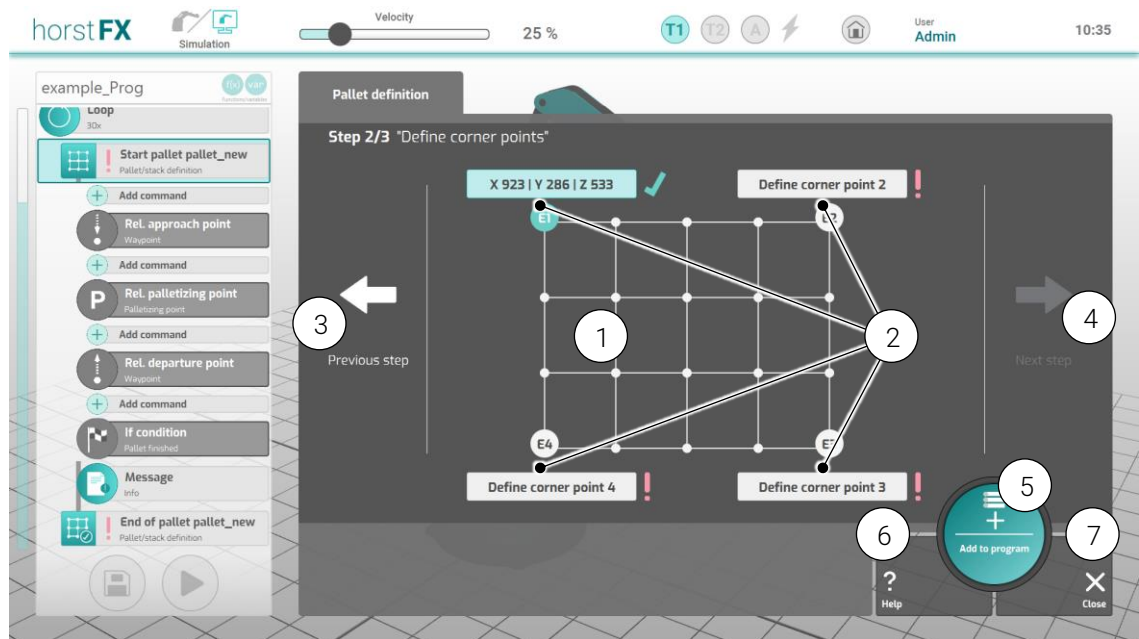 horstFX
Simulation
Velocity
25 %
T1
T2
A
User
Admin
10:35
example_Prog
f(x)
var
Functions/variables
Loop
30x
Start pallet pallet_new
Pallet/stack definition
Add command
Rel. approach point
Waypoint
Add command
P
Rel. palletizing point
Palletizing point
Add command
Rel. departure point
Waypoint
Add command
If condition
Pallet finished
Message
Info
End of pallet pallet_new
Pallet/stack definition
Pallet definition
Step 2/3 "Define corner points"
X 923 | Y 286 | Z 533
Define corner point 2
E1
E2
3
Previous step
1
2
4
Next step
E4
E3
Define corner point 4
Define corner point 3
5
Add to program
6
?
Help
7
Close